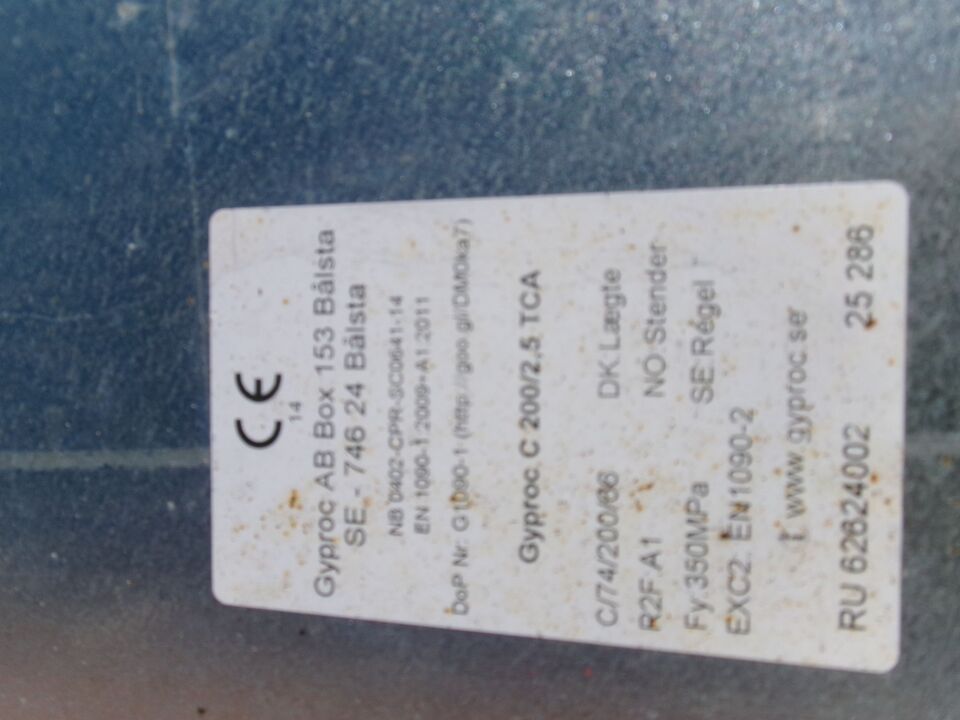 CE
14
Gyproc AB Box 153 Bålsta
SE - 746 24 Bålsta
NB 0402-CPR-SC0641-14
EN 1090-1:2009+A1:2011
DoP Nr. G1090-1 (http://goo.gl/DM0ka7)
Gyproc C 200/2.5 TCA
C/74/200/66 DK Lægte
R2F.A1 NO Stender
Fy.350MPa SE Régel
EXC2. EN1090-2
www.gyproc.se
RU 62624002 25 286